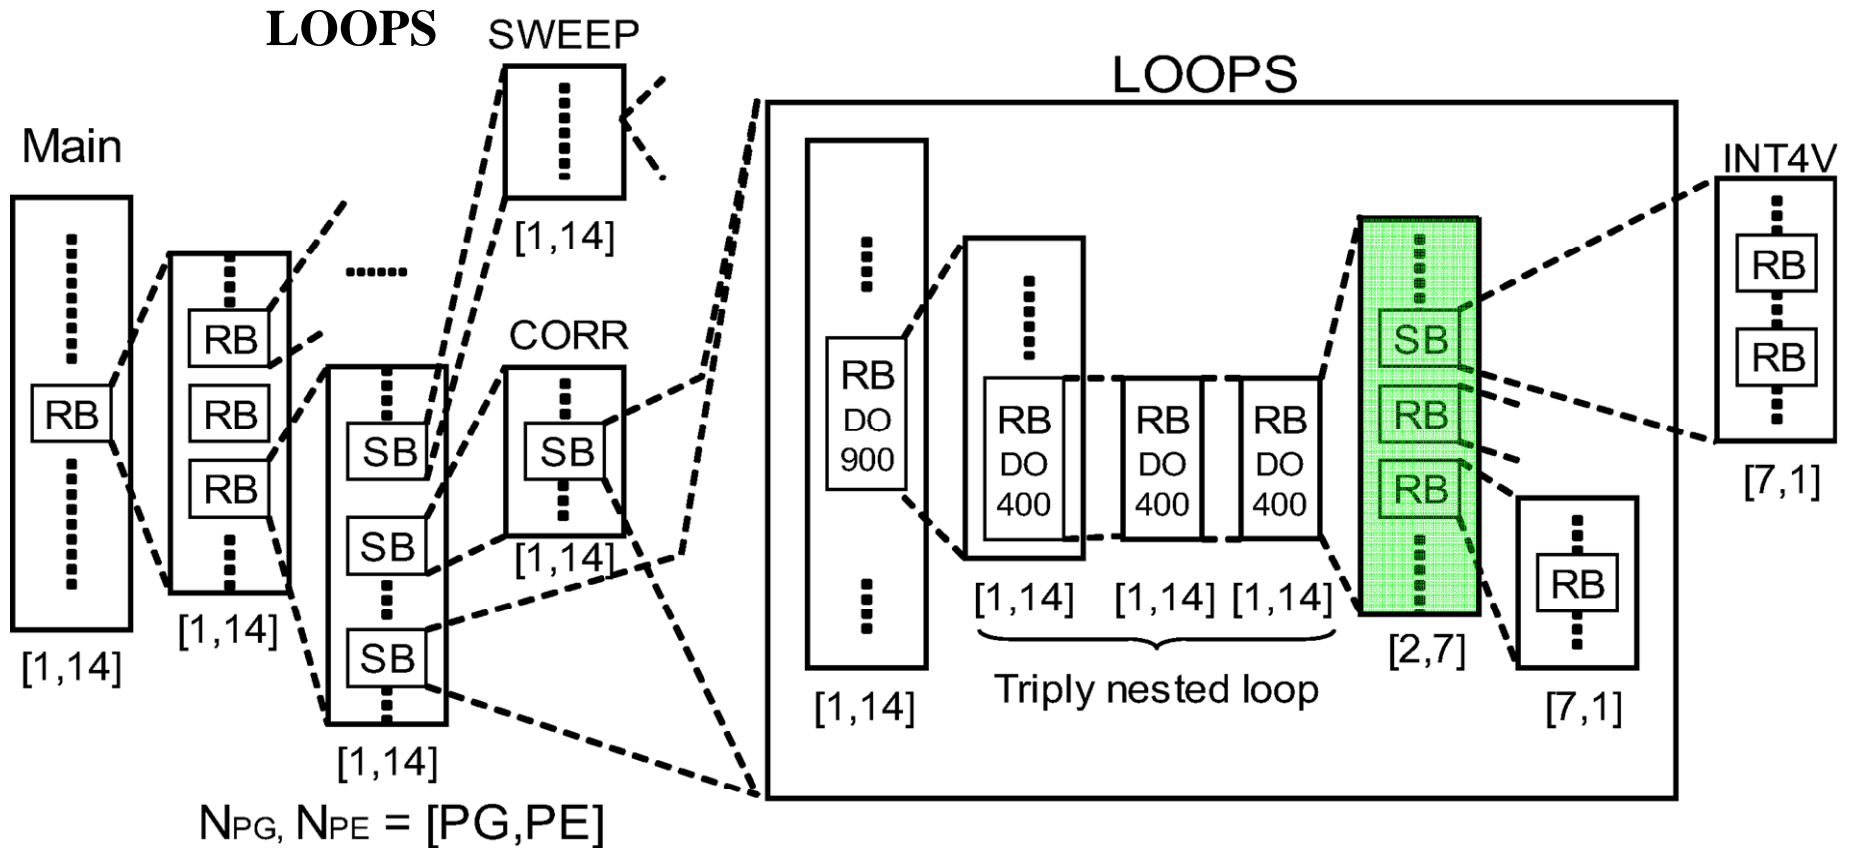 LOOPS
SWEEP
LOOPS
Main
INT4V
[1,14]
RB
RB
RB
RB
CORR
RB
RB
SB
RB
DO
900
RB
DO
400
RB
DO
400
RB
DO
400
SB
RB
RB
RB
SB
SB
[7,1]
SB
[1,14]
RB
[1,14]
[1,14]
[1,14]
[1,14]
SB
[2,7]
[1,14]
Triply nested loop
[1,14]
[7,1]
[1,14]
NPG, NPE = [PG,PE]